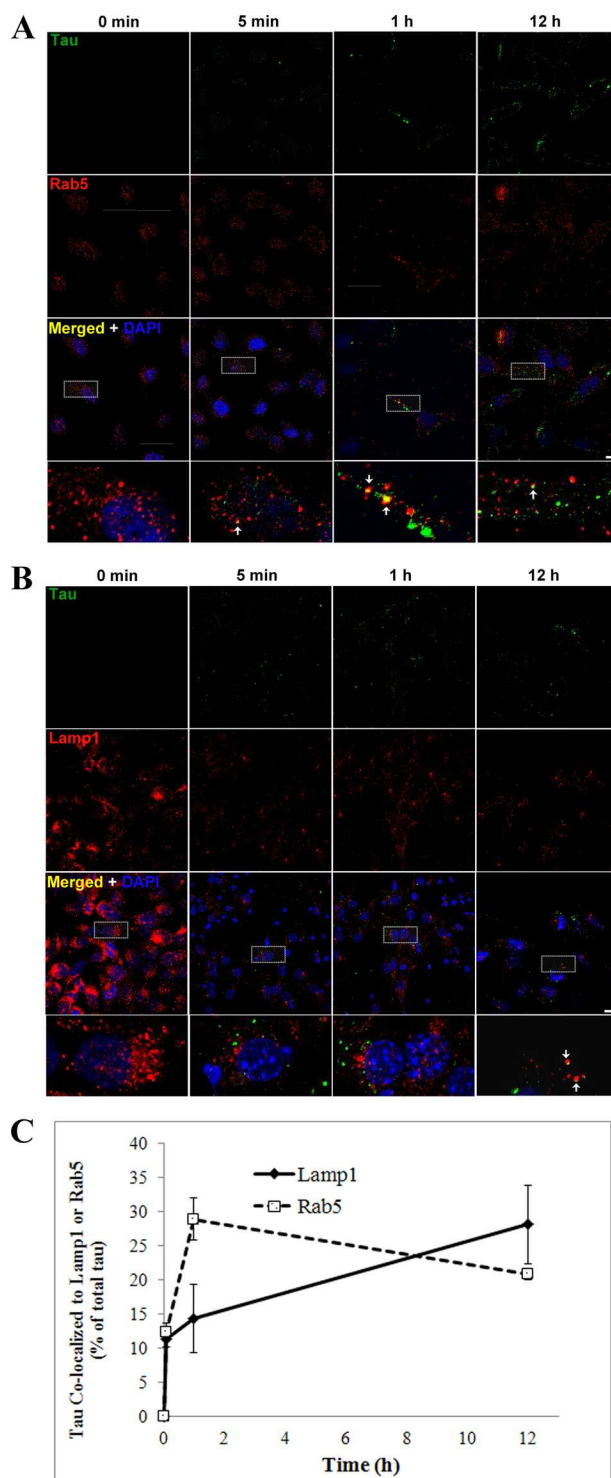 A
0 min 5 min 1 h 12 h
Tau
Rab5
Merged + DAPI
B
0 min 5 min 1 h 12 h
Tau
Lamp1
Merged + DAPI
C
Tau Co-localized to Lamp1 or Rab5
(% of total tau)
40
35
30
25
20
15
10
5
0
Lamp1
Rab5
0 2 4 6 8 10 12
Time (h)